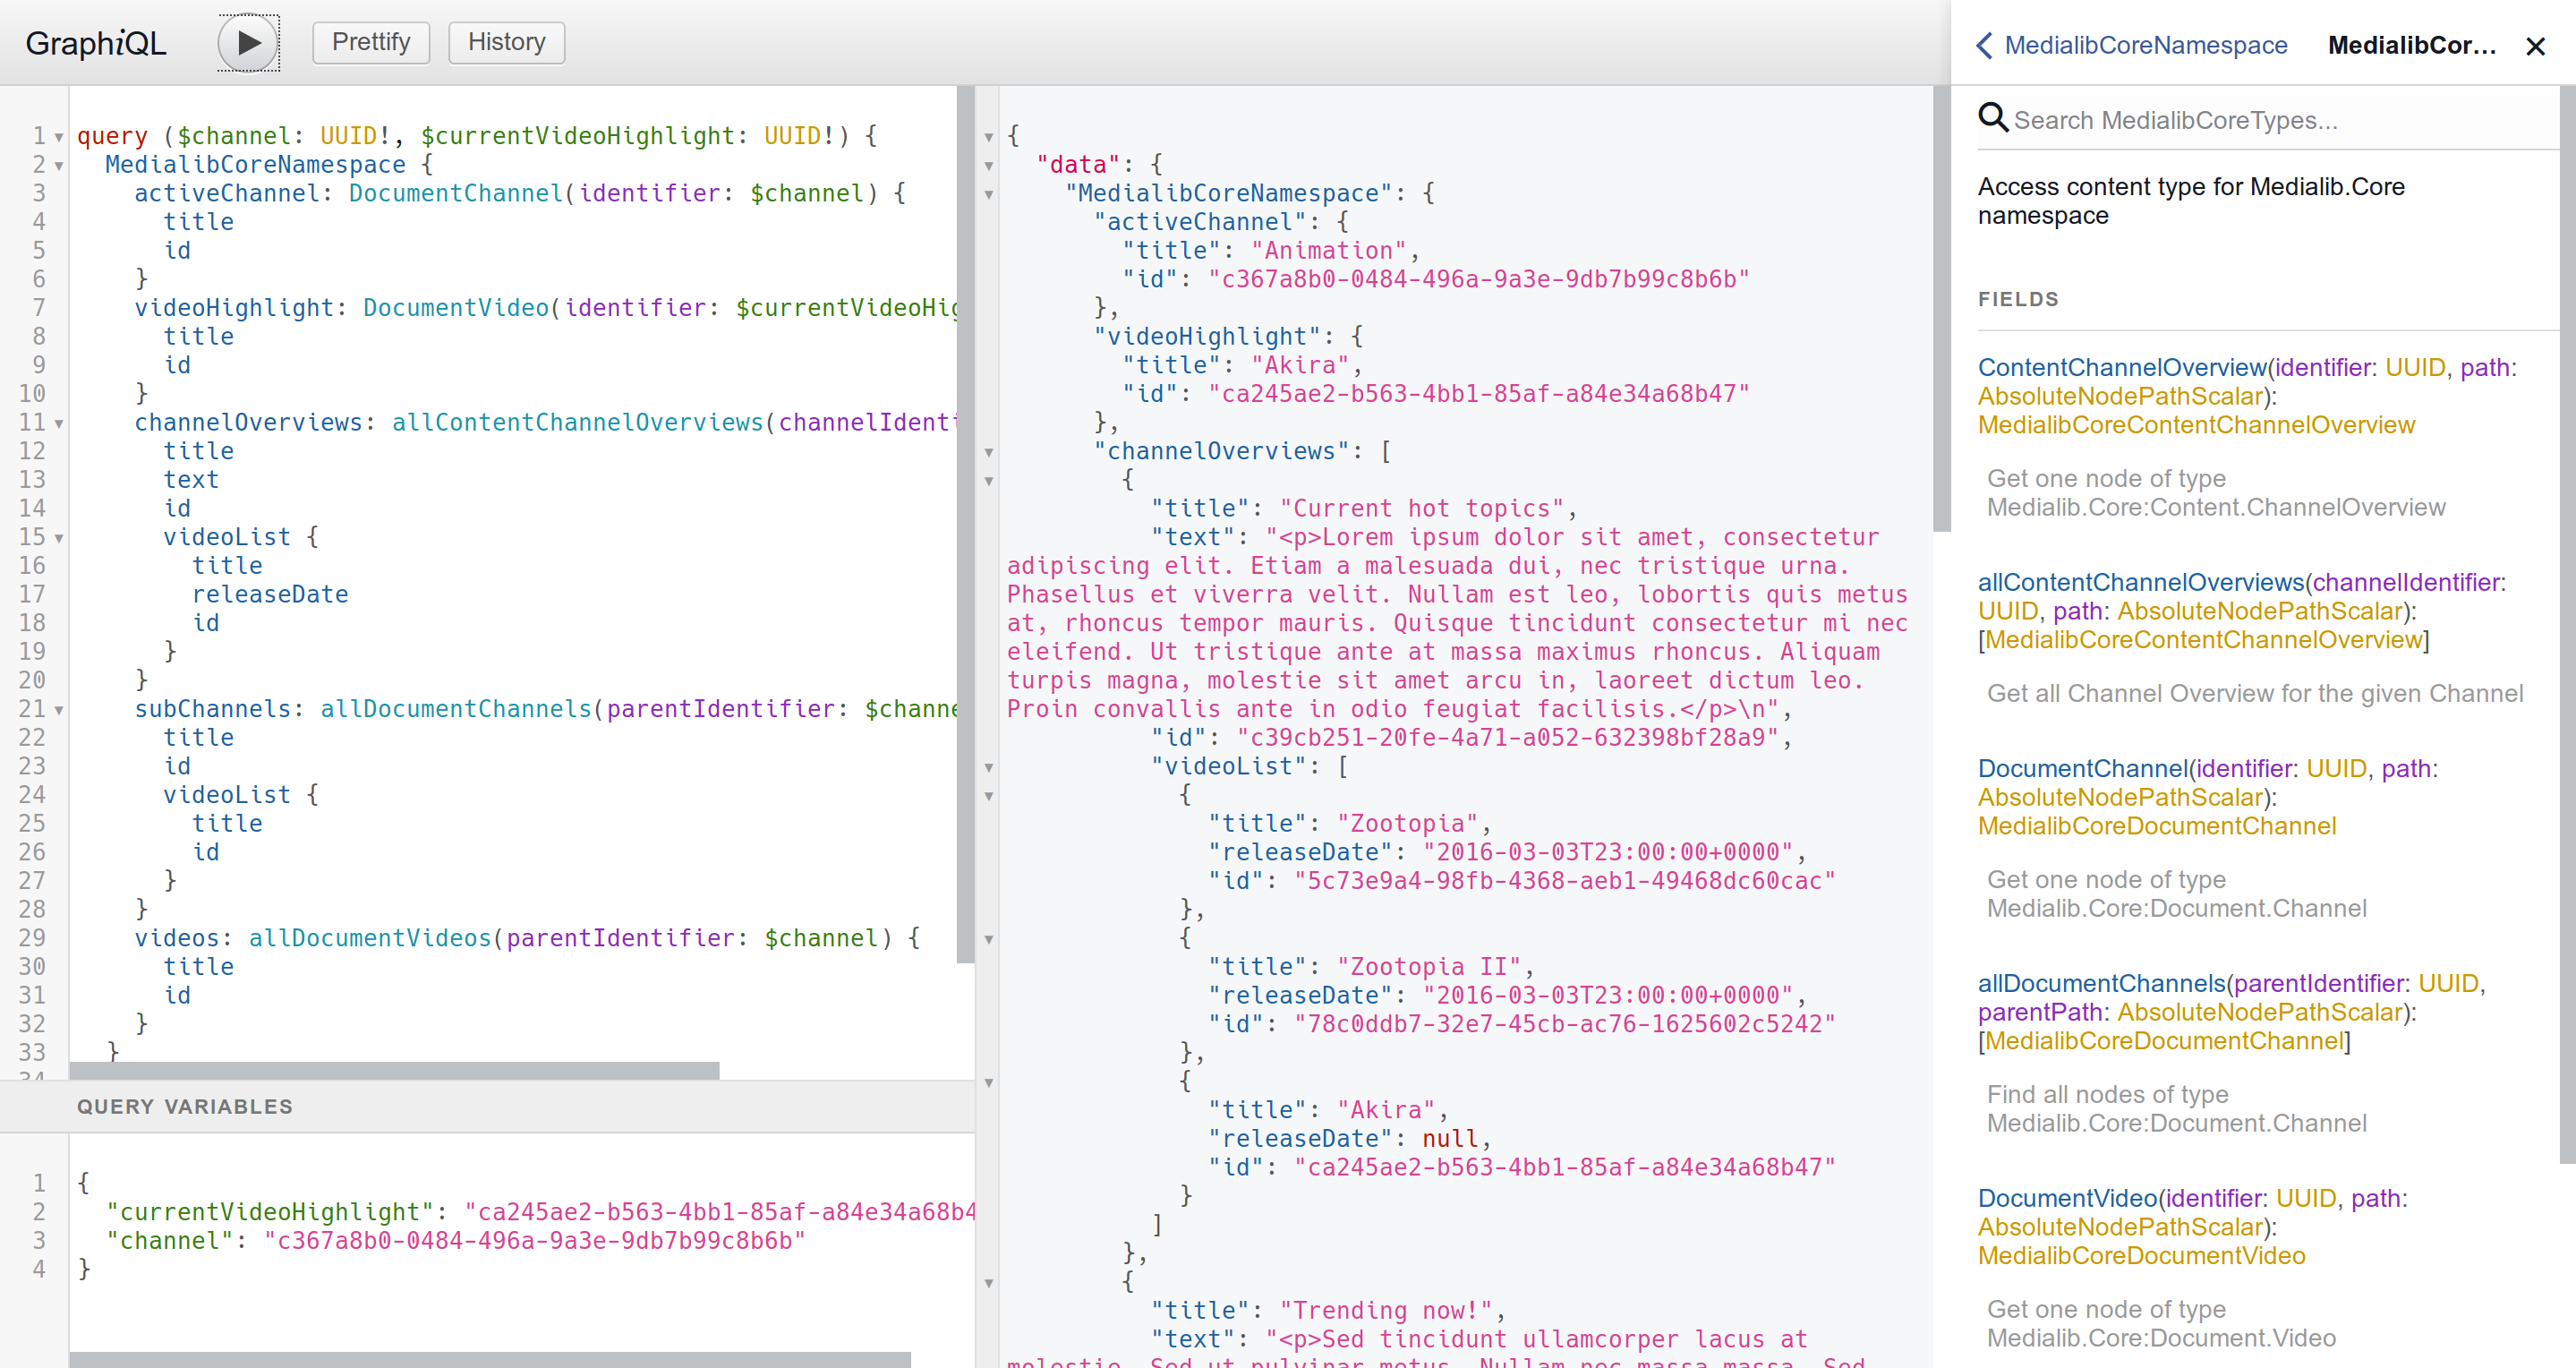 GraphiQL
Prettify
History
1 query ($channel: UUID!, $currentVideoHighlight: UUID!) {
2 MedialibCoreNamespace {
3 activeChannel: DocumentChannel(identifier: $channel) {
4 title
5 id
6 }
7 videoHighlight: DocumentVideo(identifier: $currentVideoHig
8 title
9 id
10 }
11 channelOverviews: allContentChannelOverviews(channelIdenti
12 title
13 text
14 id
15 videoList {
16 title
17 releaseDate
18 id
19 }
20 }
21 subChannels: allDocumentChannels(parentIdentifier: $channe
22 title
23 id
24 videoList {
25 title
26 id
27 }
28 }
29 videos: allDocumentVideos(parentIdentifier: $channel) {
30 title
31 id
32 }
33 }
34
QUERY VARIABLES
1 {
2 "currentVideoHighlight": "ca245ae2-b563-4bb1-85af-a84e34a68b4
3 "channel": "c367a8b0-0484-496a-9a3e-9db7b99c8b6b"
4 }
{
"data": {
"MedialibCoreNamespace": {
"activeChannel": {
"title": "Animation",
"id": "c367a8b0-0484-496a-9a3e-9db7b99c8b6b"
},
"videoHighlight": {
"title": "Akira",
"id": "ca245ae2-b563-4bb1-85af-a84e34a68b47"
},
"channelOverviews": [
{
"title": "Current hot topics",
"text": "<p>Lorem ipsum dolor sit amet, consectetur
adipiscing elit. Etiam a malesuada dui, nec tristique urna.
Phasellus et viverra velit. Nullam est leo, lobortis quis metus
at, rhoncus tempor mauris. Quisque tincidunt consectetur mi nec
eleifend. Ut tristique ante at massa maximus rhoncus. Aliquam
turpis magna, molestie sit amet arcu in, laoreet dictum leo.
Proin convallis ante in odio feugiat facilisis.</p>\n",
"id": "c39cb251-20fe-4a71-a052-632398bf28a9",
"videoList": [
{
"title": "Zootopia",
"releaseDate": "2016-03-03T23:00:00+0000",
"id": "5c73e9a4-98fb-4368-aeb1-49468dc60cac"
},
{
"title": "Zootopia II",
"releaseDate": "2016-03-03T23:00:00+0000",
"id": "78c0ddb7-32e7-45cb-ac76-1625602c5242"
},
{
"title": "Akira",
"releaseDate": null,
"id": "ca245ae2-b563-4bb1-85af-a84e34a68b47"
}
]
},
{
"title": "Trending now!",
"text": "<p>Sed tincidunt ullamcorper lacus at
molestie. Sed ut pulvinar metus. Nullam nec massa massa. Sed
MedialibCoreNamespace
MedialibCor...
Search MedialibCoreTypes...
Access content type for Medialib.Core
namespace
FIELDS
ContentChannelOverview(identifier: UUID, path:
AbsoluteNodePathScalar):
MedialibCoreContentChannelOverview
Get one node of type
Medialib.Core:Content.ChannelOverview
allContentChannelOverviews(channelIdentifier:
UUID, path: AbsoluteNodePathScalar):
[MedialibCoreContentChannelOverview]
Get all Channel Overview for the given Channel
DocumentChannel(identifier: UUID, path:
AbsoluteNodePathScalar):
MedialibCoreDocumentChannel
Get one node of type
Medialib.Core:Document.Channel
allDocumentChannels(parentIdentifier: UUID,
parentPath: AbsoluteNodePathScalar):
[MedialibCoreDocumentChannel]
Find all nodes of type
Medialib.Core:Document.Channel
DocumentVideo(identifier: UUID, path:
AbsoluteNodePathScalar):
MedialibCoreDocumentVideo
Get one node of type
Medialib.Core:Document.Video